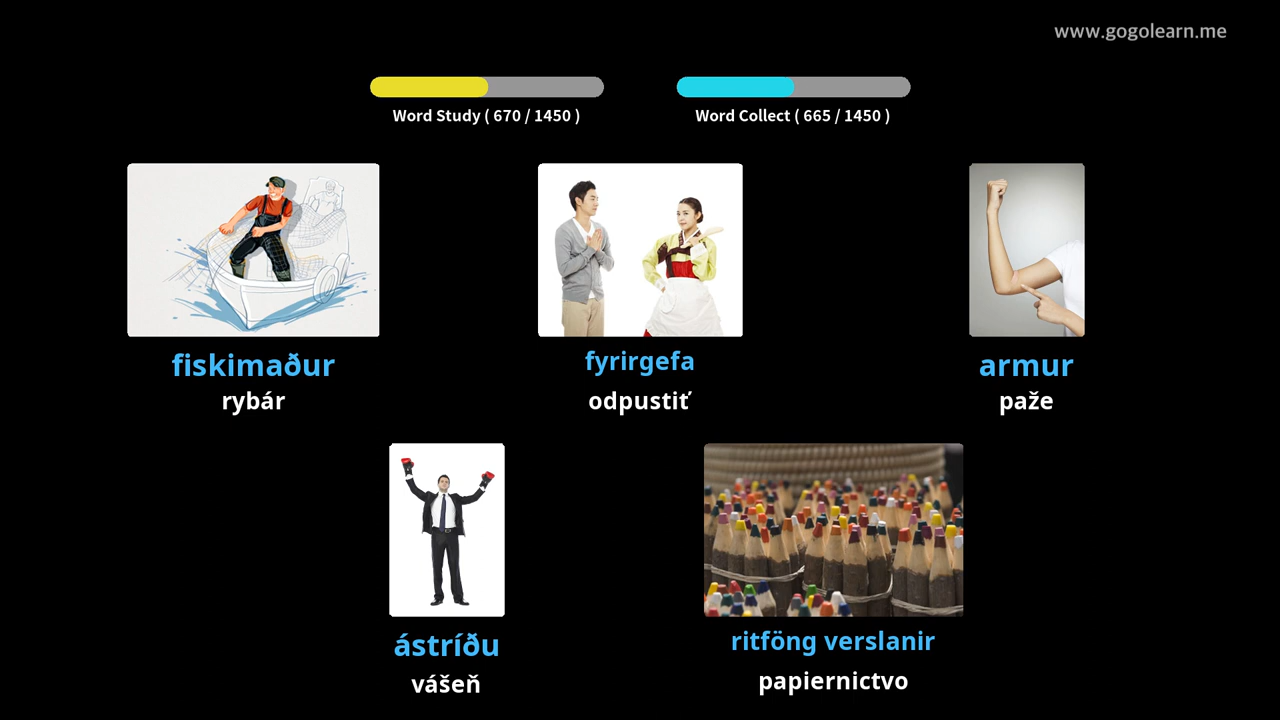 www.gogolearn.me
Word Study ( 670 / 1450 )
Word Collect ( 665 / 1450 )
fiskimaður
rybár
fyrirgefa
odpustiť
armur
paže
ástríðu
vášeň
ritföng verslanir
papiernictvo